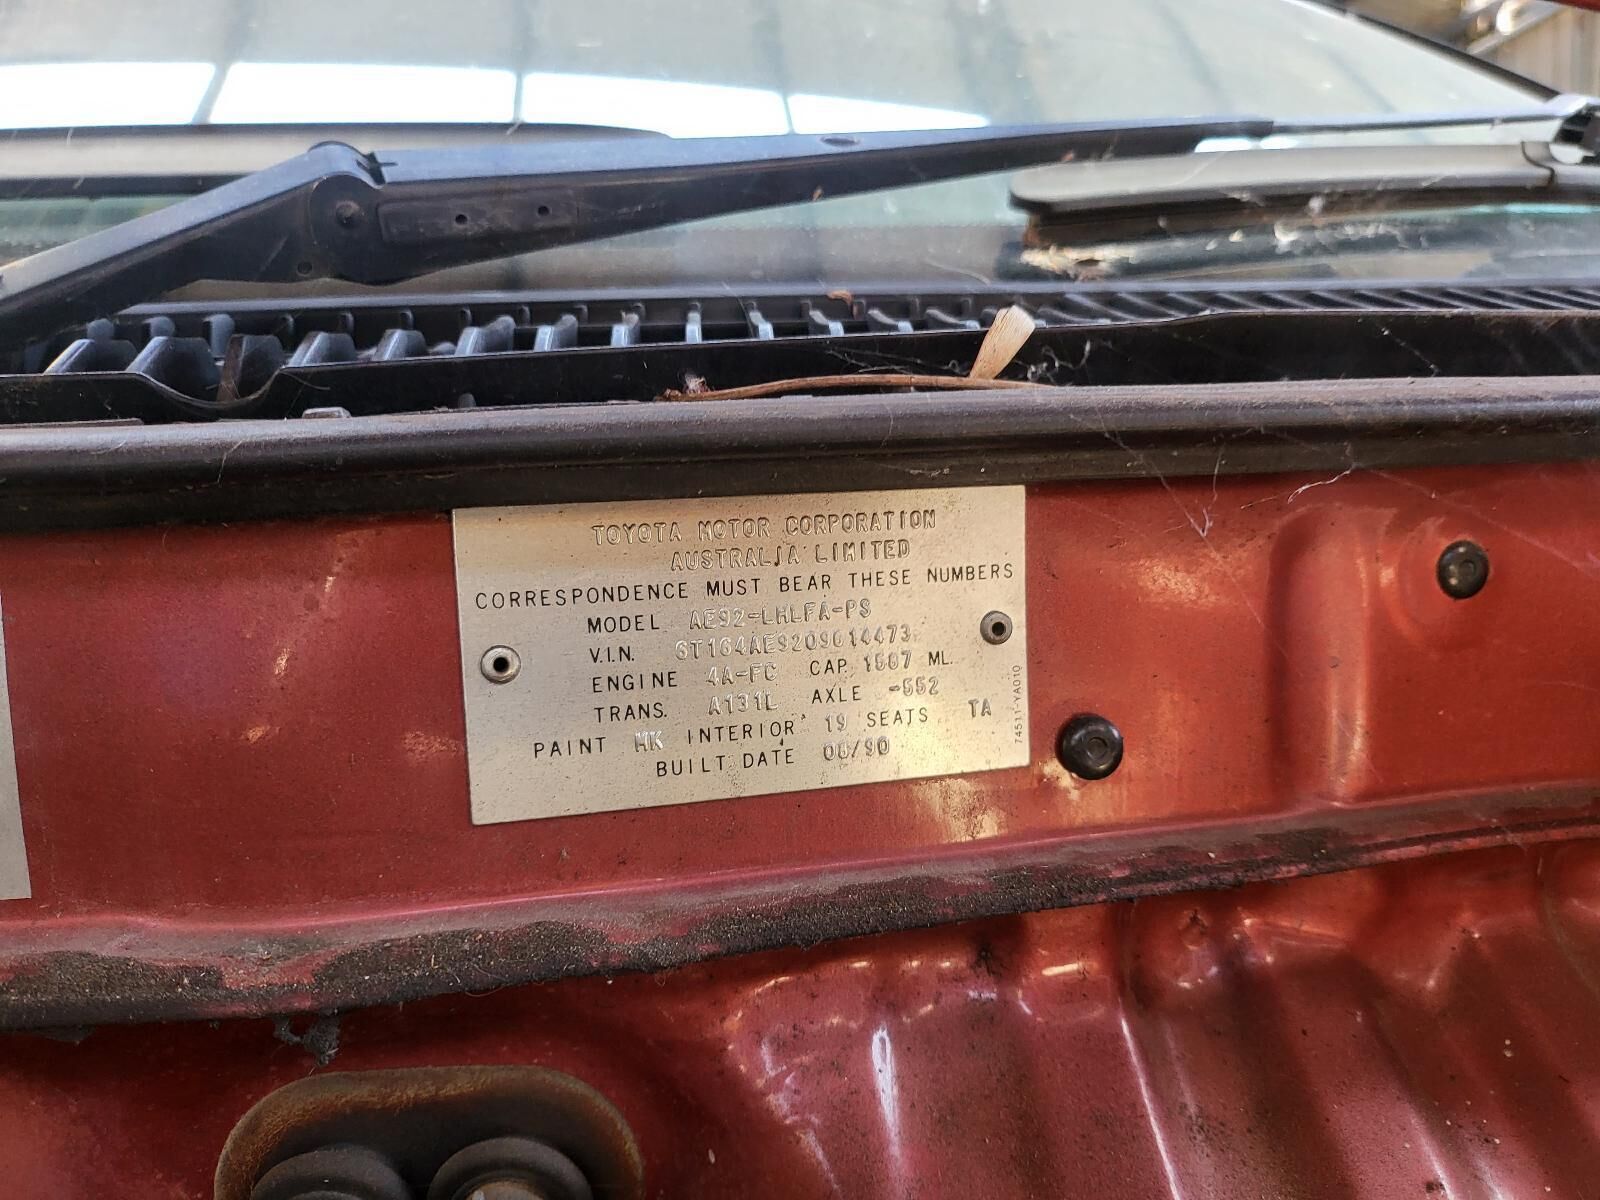 TOYOTA MOTOR CORPORATION
AUSTRALIA LIMITED
CORRESPONDENCE MUST BEAR THESE NUMBERS
MODEL AE92-LHLFA-PS
V.I.N. 6T164AE9209614473
ENGINE 4A-FC CAP. 1587 ML.
TRANS. A131L AXLE -552
PAINT HK INTERIOR 19 SEATS TA
BUILT DATE 06/90
74511-YA010